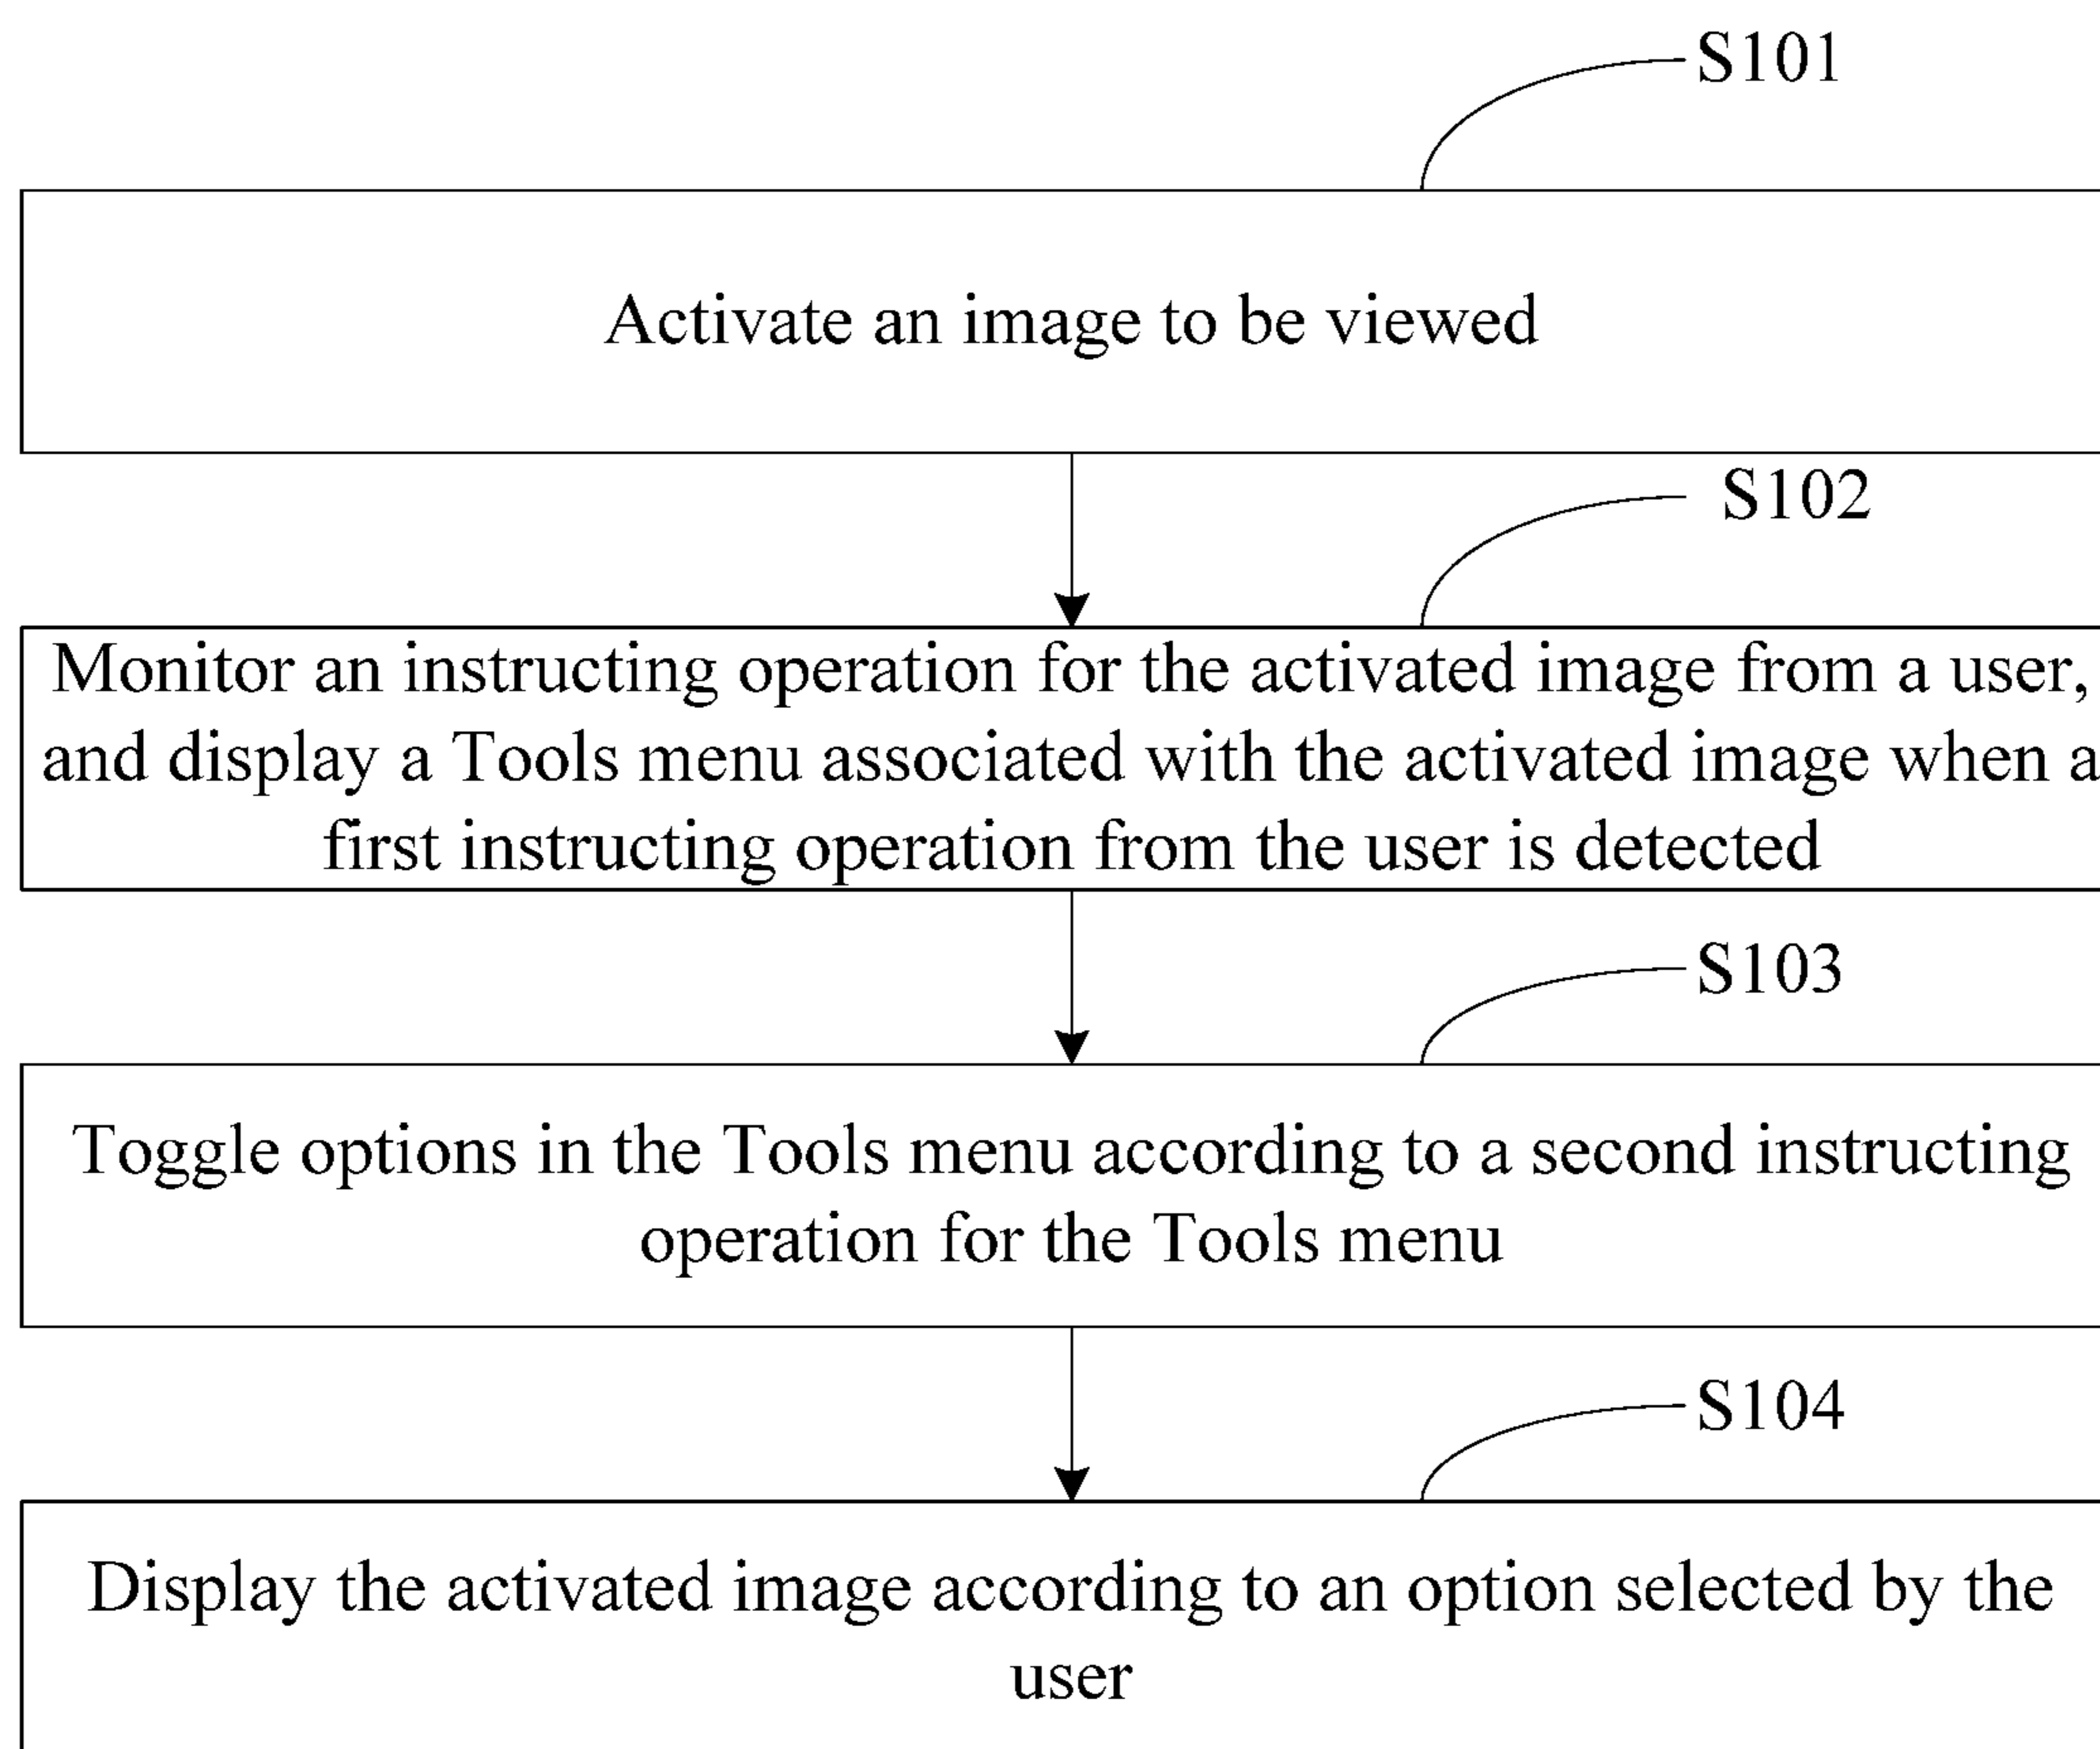 S101
Activate an image to be viewed
S102
Monitor an instructing operation for the activated image from a user,
and display a Tools menu associated with the activated image when a
first instructing operation from the user is detected
S103
Toggle options in the Tools menu according to a second instructing
operation for the Tools menu
S104
Display the activated image according to an option selected by the
user